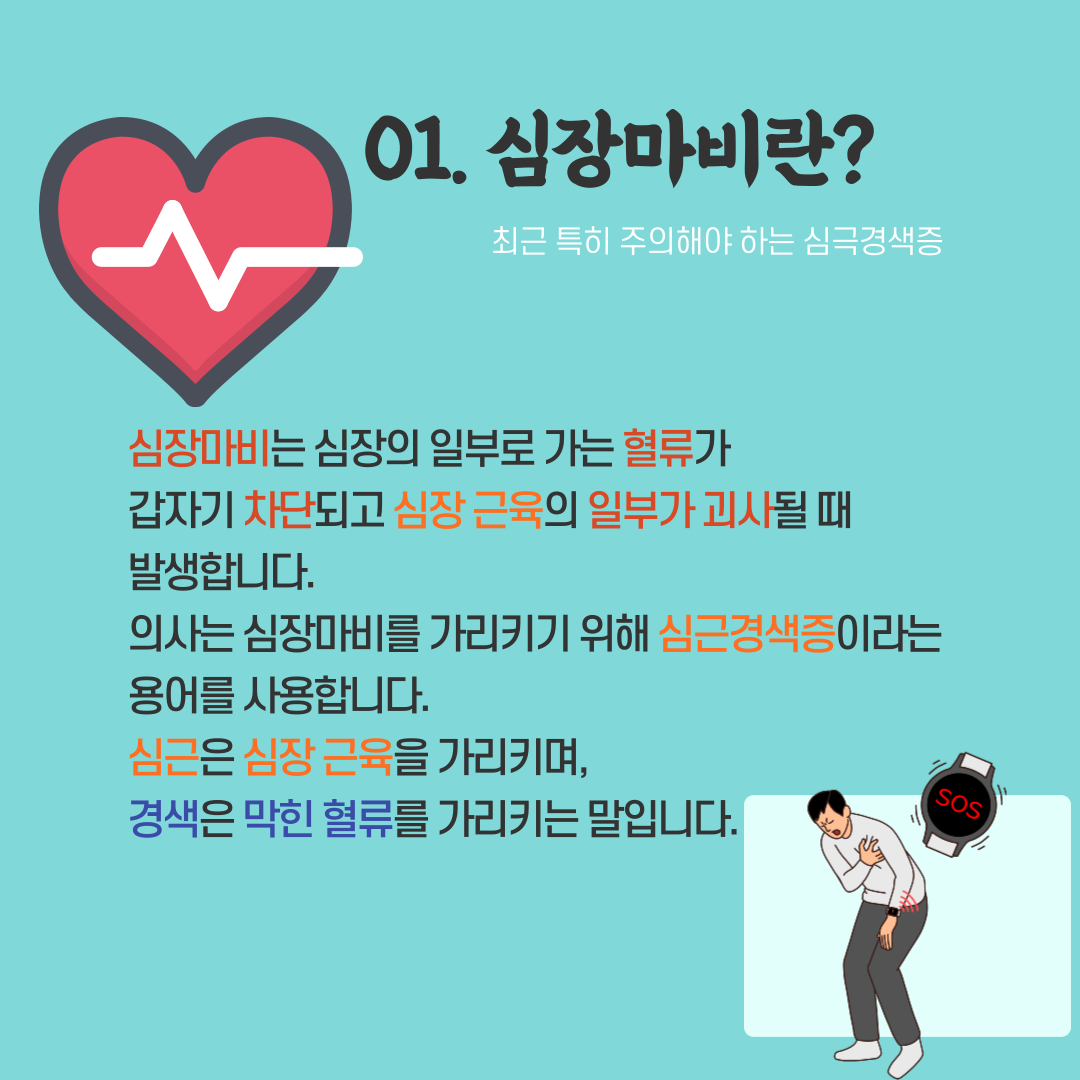 01. 심장마비란?
최근 특히 주의해야 하는 심극경색증
심장마비는 심장의 일부로 가는 혈류가
갑자기 차단되고 심장 근육의 일부가 괴사될 때
발생합니다.
의사는 심장마비를 가리키기 위해 심근경색증이라는
용어를 사용합니다.
심근은 심장 근육을 가리키며,
경색은 막힌 혈류를 가리키는 말입니다.
SOS